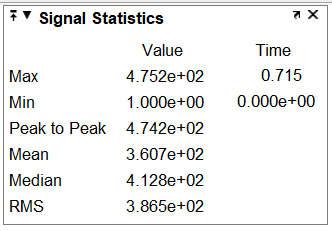 Signal Statistics
Value Time
Max 4.752e+02 0.715
Min 1.000e+00 0.000e+00
Peak to Peak 4.742e+02
Mean 3.607e+02
Median 4.128e+02
RMS 3.865e+02